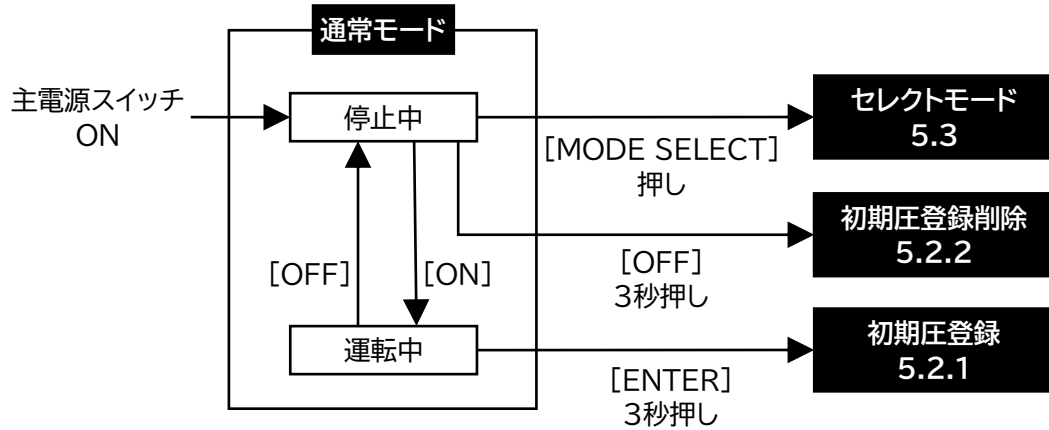 通常モード
主電源スイッチ
ON
停止中
セレクトモード
5.3
[MODE SELECT]
押し
初期圧登録削除
5.2.2
[OFF]
[ON]
[OFF]
3秒押し
運転中
初期圧登録
5.2.1
[ENTER]
3秒押し